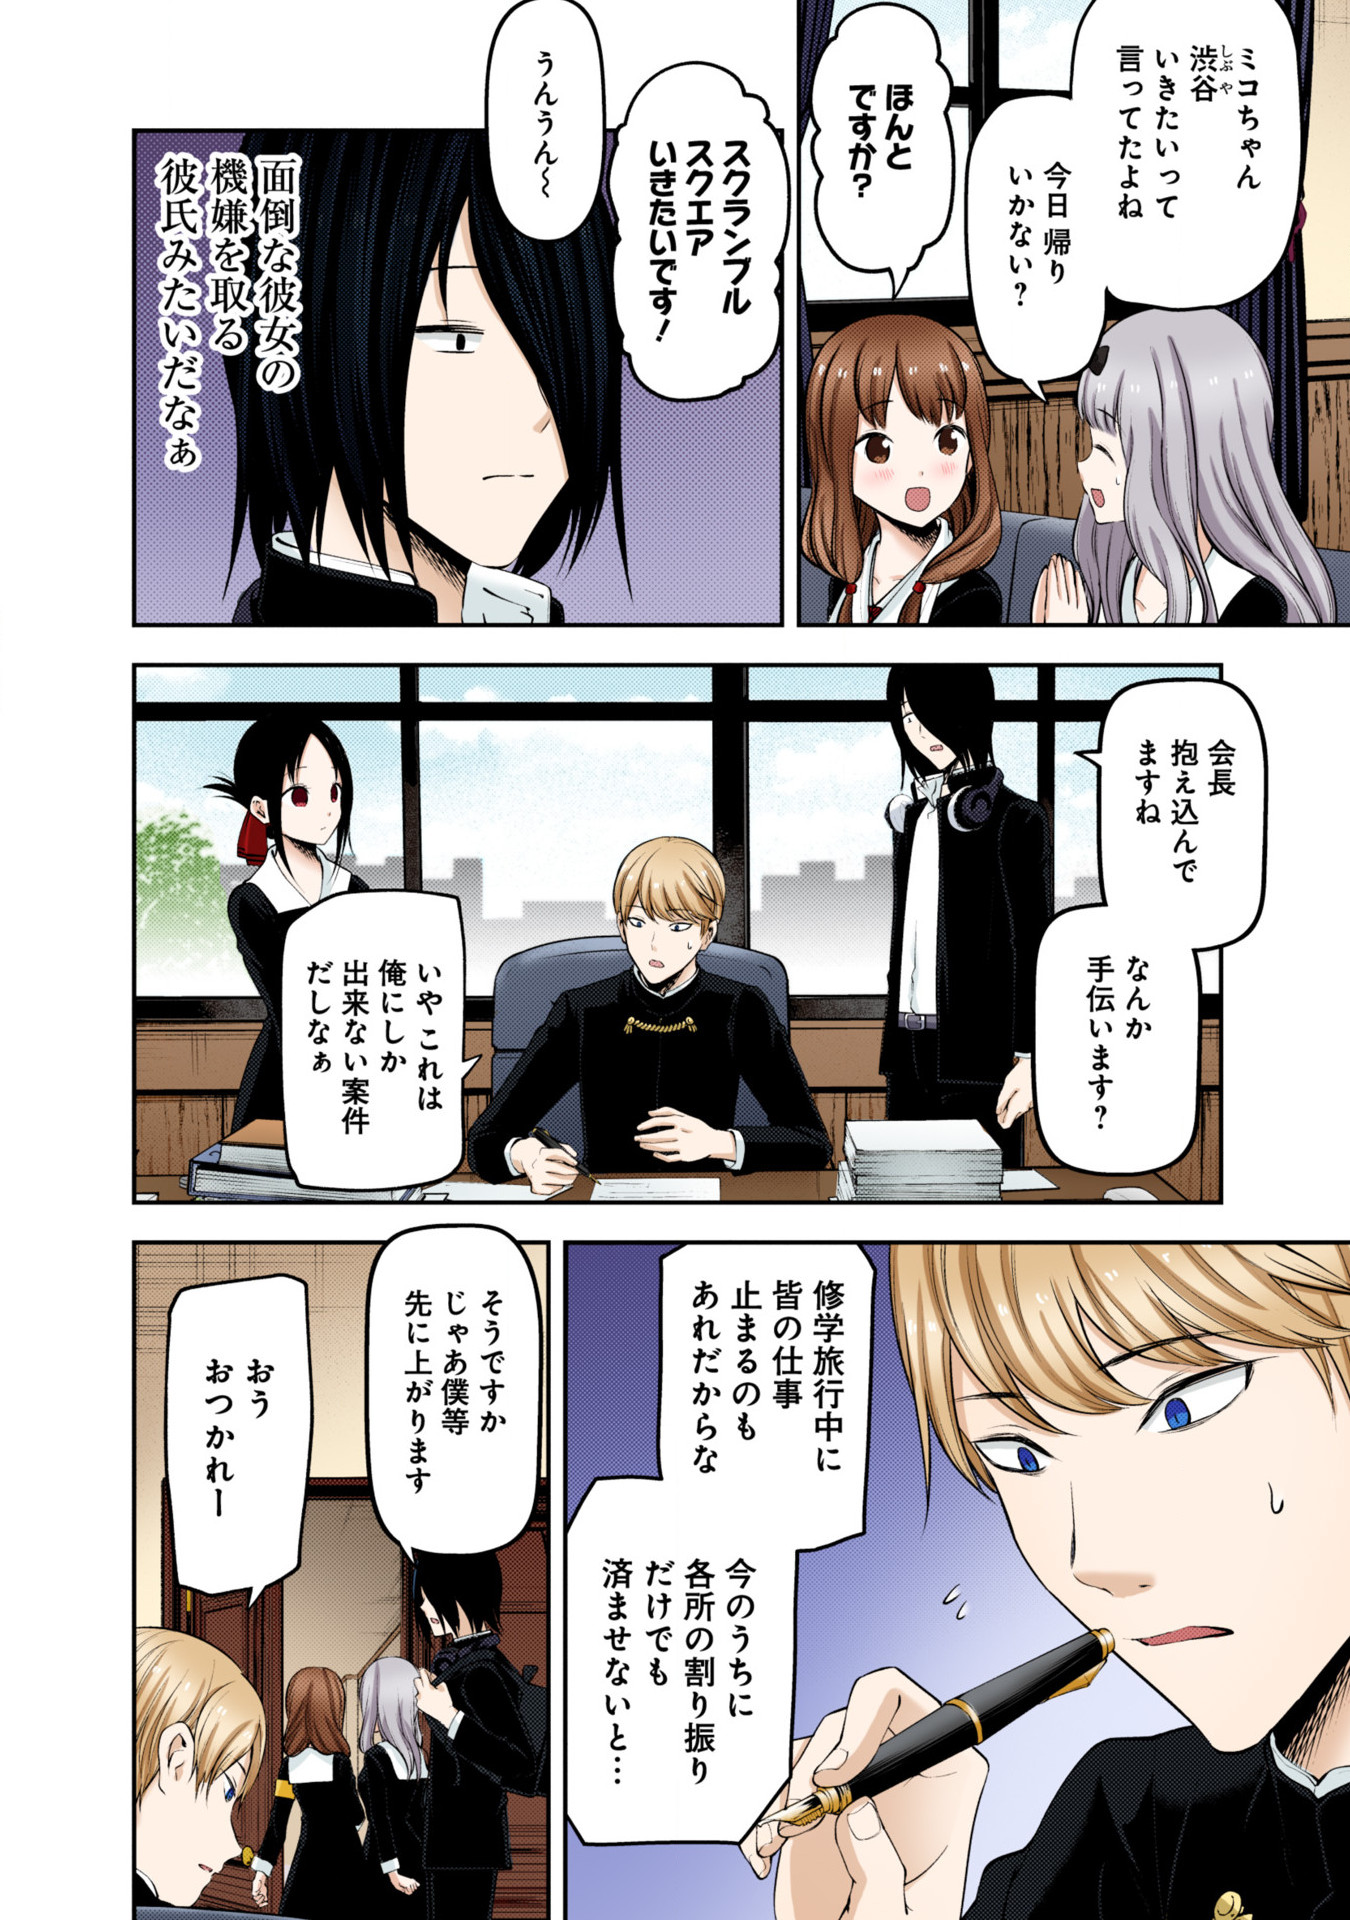 ミコちゃん
渋谷
いきたいって
言ってたよね
しぶや
今日帰り
いかない？
ほんと
ですか？
スクランブル
スクエア
いきたいです！
うんうん〜
面倒な彼女の
機嫌を取る
彼氏みたいだなぁ
会長
抱え込んで
ますね
なんか
手伝います？
いやこれは
俺にしか
出来ない案件
だしなぁ
修学旅行中に
皆の仕事
止まるのも
あれだからな
今のうちに
各所の割り振り
だけでも
済ませないと…
そうですか
じゃあ僕等
先に上がります
おう
おつかれー